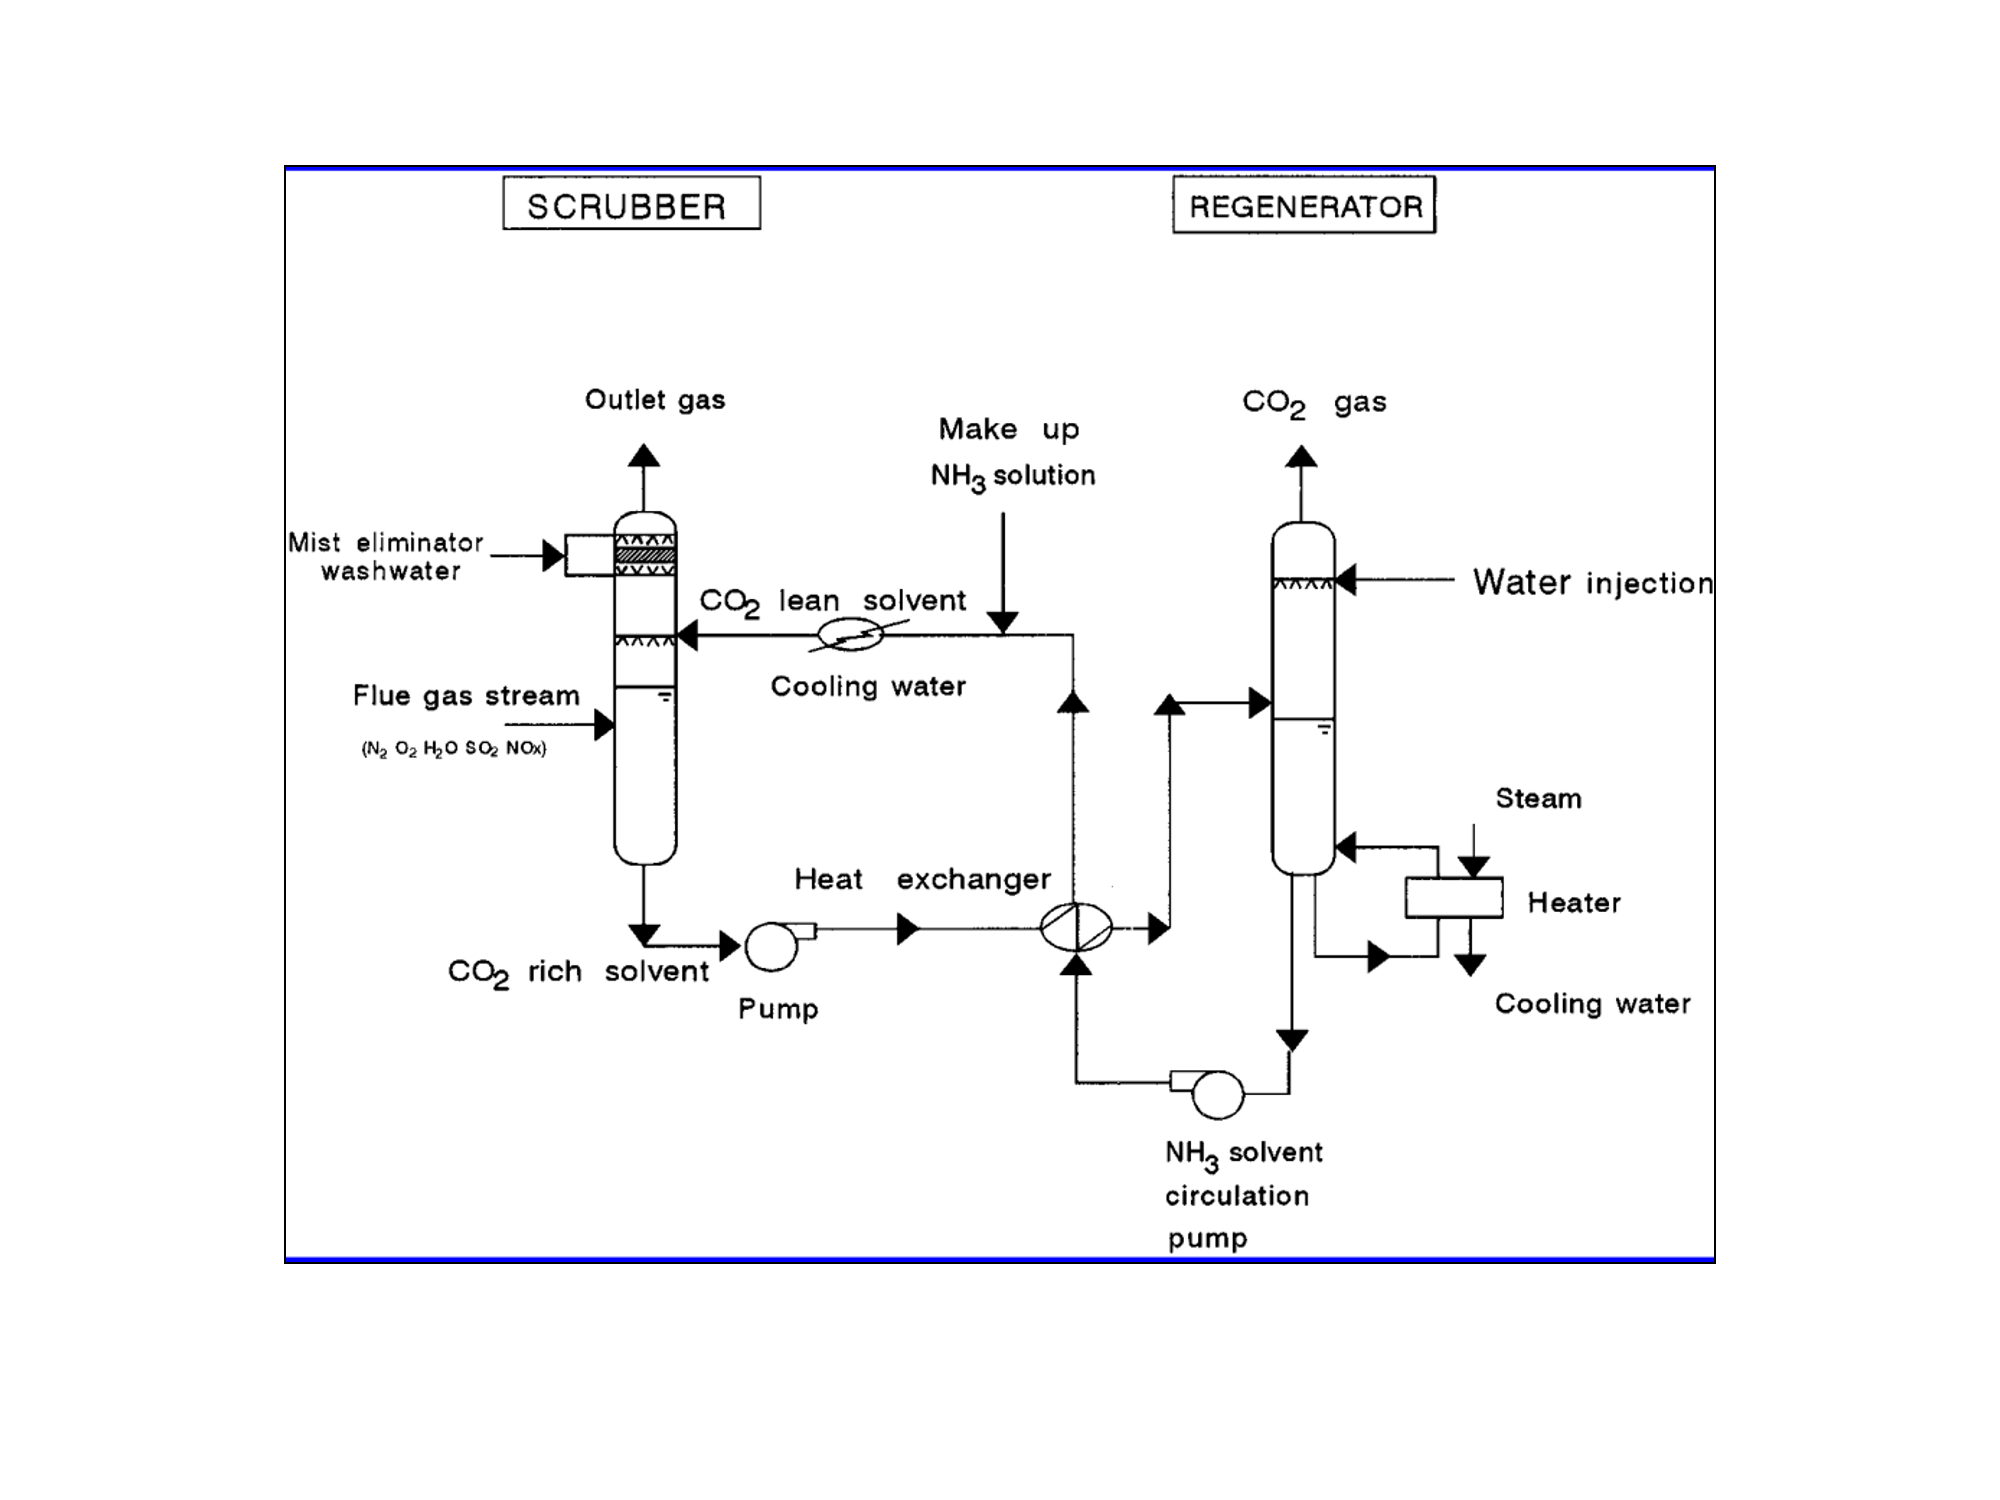 SCRUBBER
REGENERATOR
Outlet gas
CO2 gas
Make up
NH3 solution
Mist eliminator
washwater
CO2 lean solvent
Water injection
Cooling water
Flue gas stream
(N2 O2 H2O SO2 NOx)
Steam
Heat exchanger
Heater
CO2 rich solvent
Pump
Cooling water
NH3 solvent
circulation
pump